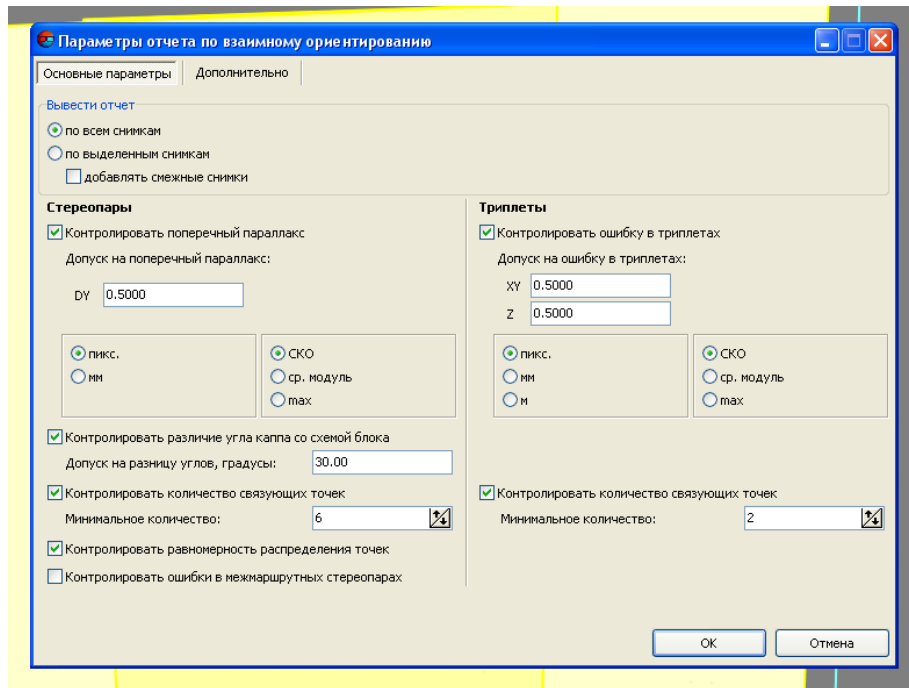 Параметры отчета по взаимному ориентированию
Основные параметры
Дополнительно
Вывести отчет
по всем снимкам
по выделенным снимкам
добавлять смежные снимки
Стереопары
Контролировать поперечный параллакс
Допуск на поперечный параллакс:
DY 0.5000
пикс.
мм
СКО
ср. модуль
max
Контролировать различие угла каппа со схемой блока
Допуск на разницу углов, градусы: 30.00
Контролировать количество связующих точек
Минимальное количество: 6
Контролировать равномерность распределения точек
Контролировать ошибки в межмаршрутных стереопарах
Триплеты
Контролировать ошибку в триплетах
Допуск на ошибку в триплетах:
XY 0.5000
Z 0.5000
пикс.
мм
м
СКО
ср. модуль
max
Контролировать количество связующих точек
Минимальное количество: 2
OK
Отмена